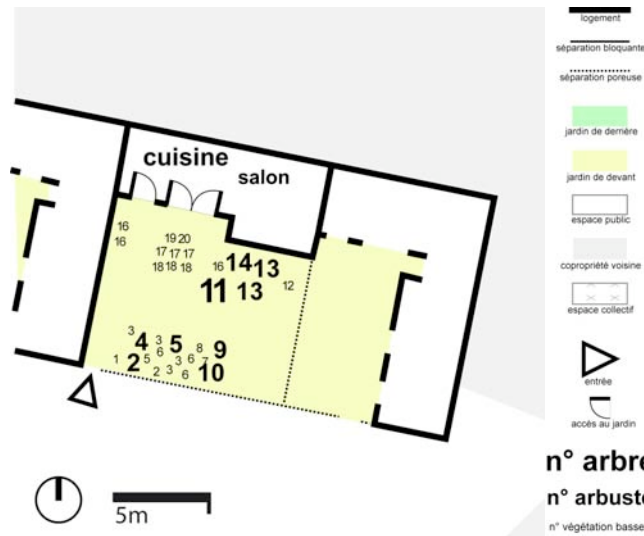 cuisine
salon
16
16
19 20
17 17 17
18 18 18
16
14 13
11 13
12
3
4
3
6
5
8
9
1
2
5
3
6
7
2
3
6
10
5m
logement
séparation bloquante
séparation poreuse
jardin de derrière
jardin de devant
espace public
copropriété voisine
espace collectif
entrée
accès au jardin
n° arbre
n° arbuste
n° végétation basse